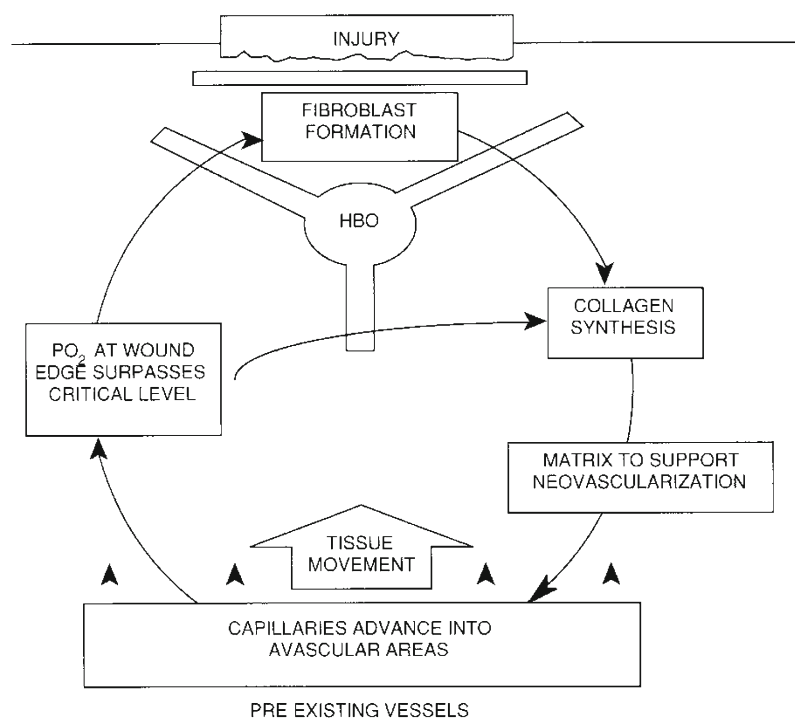 INJURY
FIBROBLAST
FORMATION
HBO
COLLAGEN
SYNTHESIS
PO₂ AT WOUND
EDGE SURPASSES
CRITICAL LEVEL
MATRIX TO SUPPORT
NEOVASCULARIZATION
TISSUE
MOVEMENT
CAPILLARIES ADVANCE INTO
AVASCULAR AREAS
PRE EXISTING VESSELS